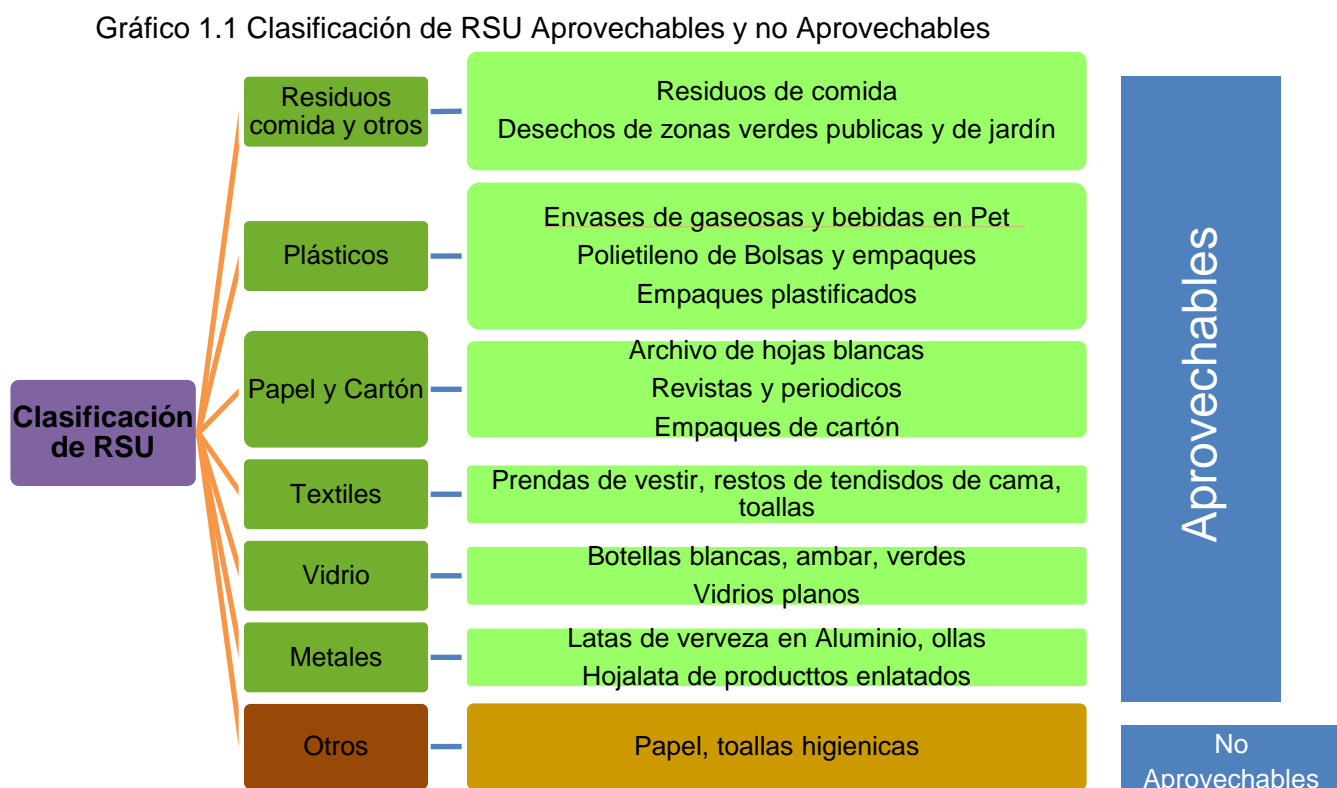 Gráfico 1.1 Clasificación de RSU Aprovechables y no Aprovechables
Clasificación
de RSU
Residuos
comida y otros
Residuos de comida
Desechos de zonas verdes publicas y de jardín
Plásticos
Envases de gaseosas y bebidas en Pet
Polietileno de Bolsas y empaques
Empaques plastificados
Papel y Cartón
Archivo de hojas blancas
Revistas y periodicos
Empaques de cartón
Textiles
Prendas de vestir, restos de tendisdos de cama,
toallas
Vidrio
Botellas blancas, ambar, verdes
Vidrios planos
Metales
Latas de verveza en Aluminio, ollas
Hojalata de producttos enlatados
Otros
Papel, toallas higienicas
Aprovechables
No
Aprovechables